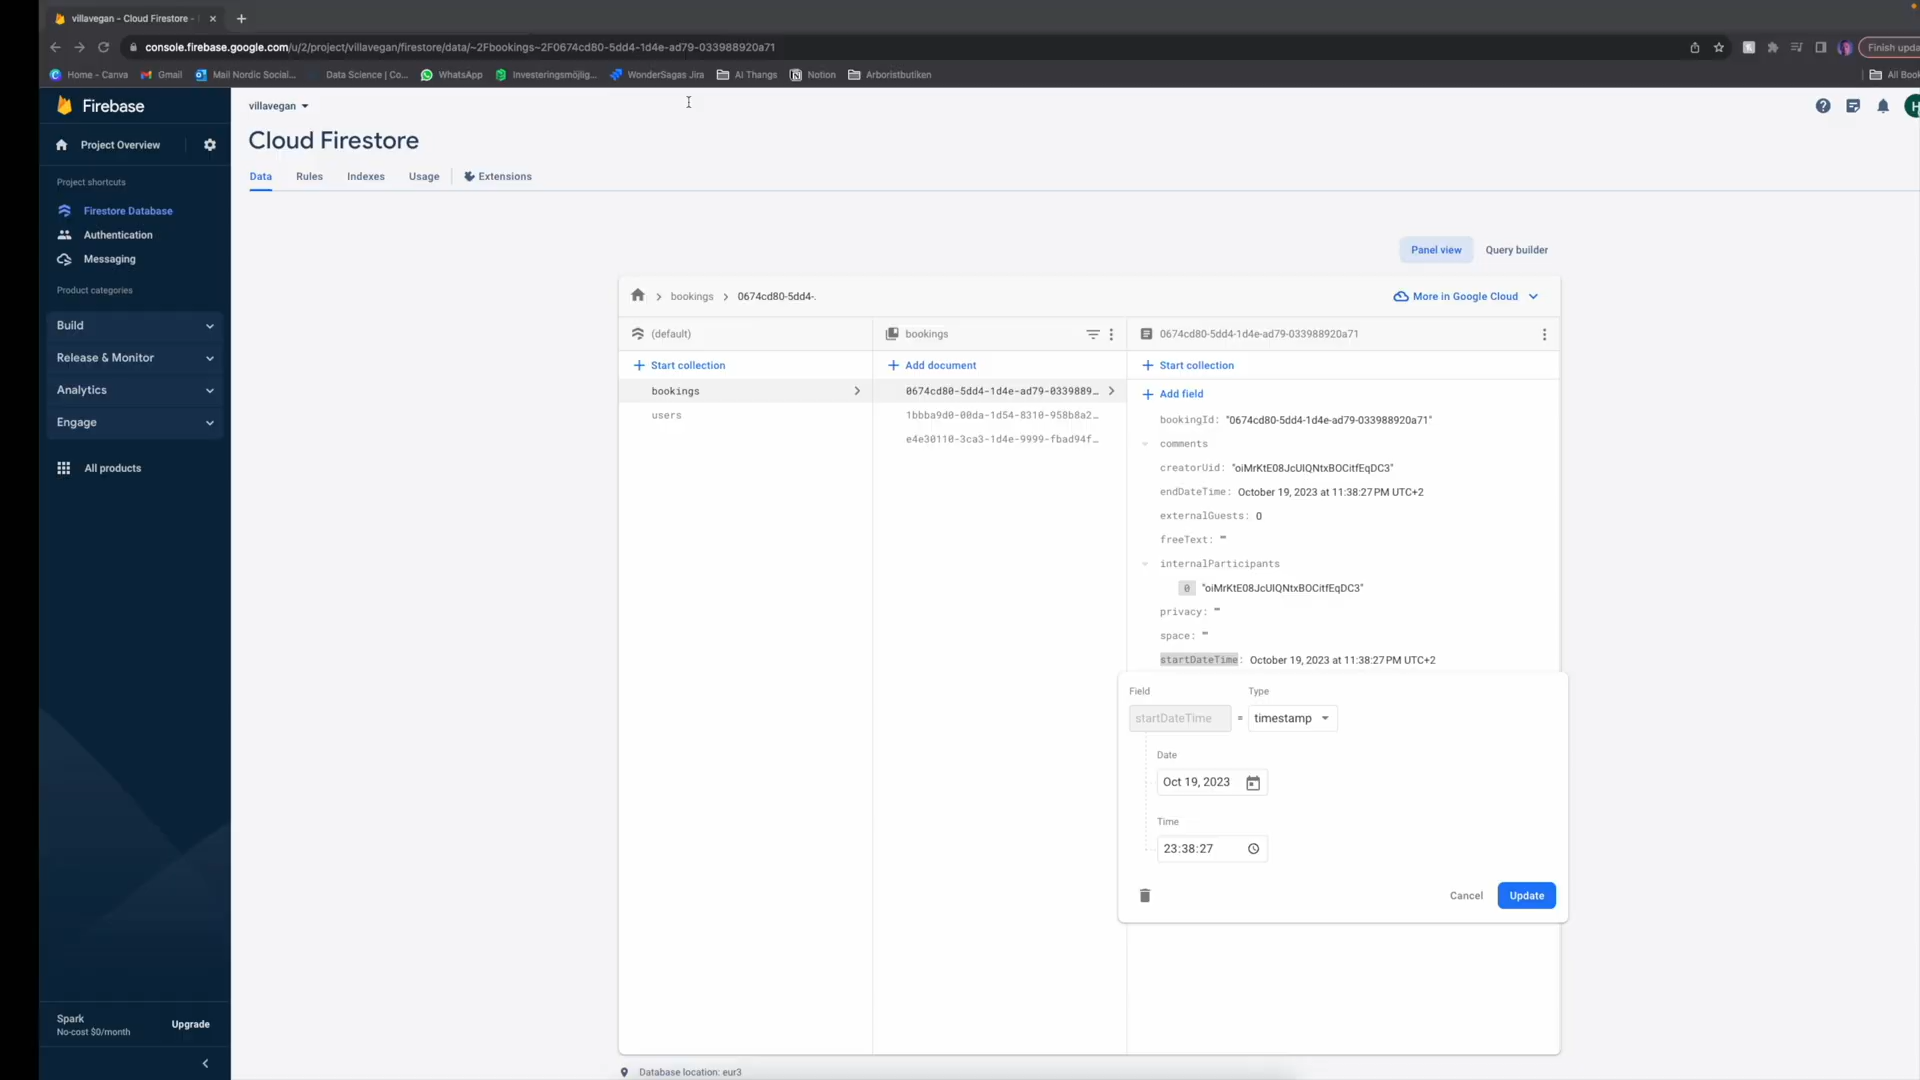 villavegan - Cloud Firestore -
console.firebase.google.com/u/2/project/villavegan/firestore/data/~2Fbookings~2F0674cd80-5dd4-1d4e-ad79-033988920a71
Finish upda
Home - Canva
Gmail
Mail Nordic Social...
Data Science | Co...
WhatsApp
Investeringsmöjlig...
WonderSagas Jira
AI Thangs
Notion
Arboristbutiken
All Book
Firebase
villavegan
H
Cloud Firestore
Project Overview
Data
Rules
Indexes
Usage
Extensions
Project shortcuts
Firestore Database
Authentication
Messaging
Product categories
Build
Release & Monitor
Analytics
Engage
All products
Panel view
Query builder
bookings
0674cd80-5dd4-.
More in Google Cloud
(default)
bookings
0674cd80-5dd4-1d4e-ad79-033988920a71
Start collection
Add document
Start collection
bookings
users
0674cd80-5dd4-1d4e-ad79-0339889...
1bbba9d0-00da-1d54-8310-958b8a2...
e4e30110-3ca3-1d4e-9999-fbad94f...
Add field
bookingId: "0674cd80-5dd4-1d4e-ad79-033988920a71"
comments
creatorUid: "oiMrKtE08JcUIQNtxBOCitfEqDC3"
endDateTime: October 19, 2023 at 11:38:27 PM UTC+2
externalGuests: 0
freeText: ""
internalParticipants
0 "oiMrKtE08JcUIQNtxBOCitfEqDC3"
privacy: ""
space: ""
startDateTime: October 19, 2023 at 11:38:27 PM UTC+2
Field
Type
startDateTime
=
timestamp
Date
Oct 19, 2023
Time
23:38:27
Cancel
Update
Spark
No-cost $0/month
Upgrade
Database location: eur3